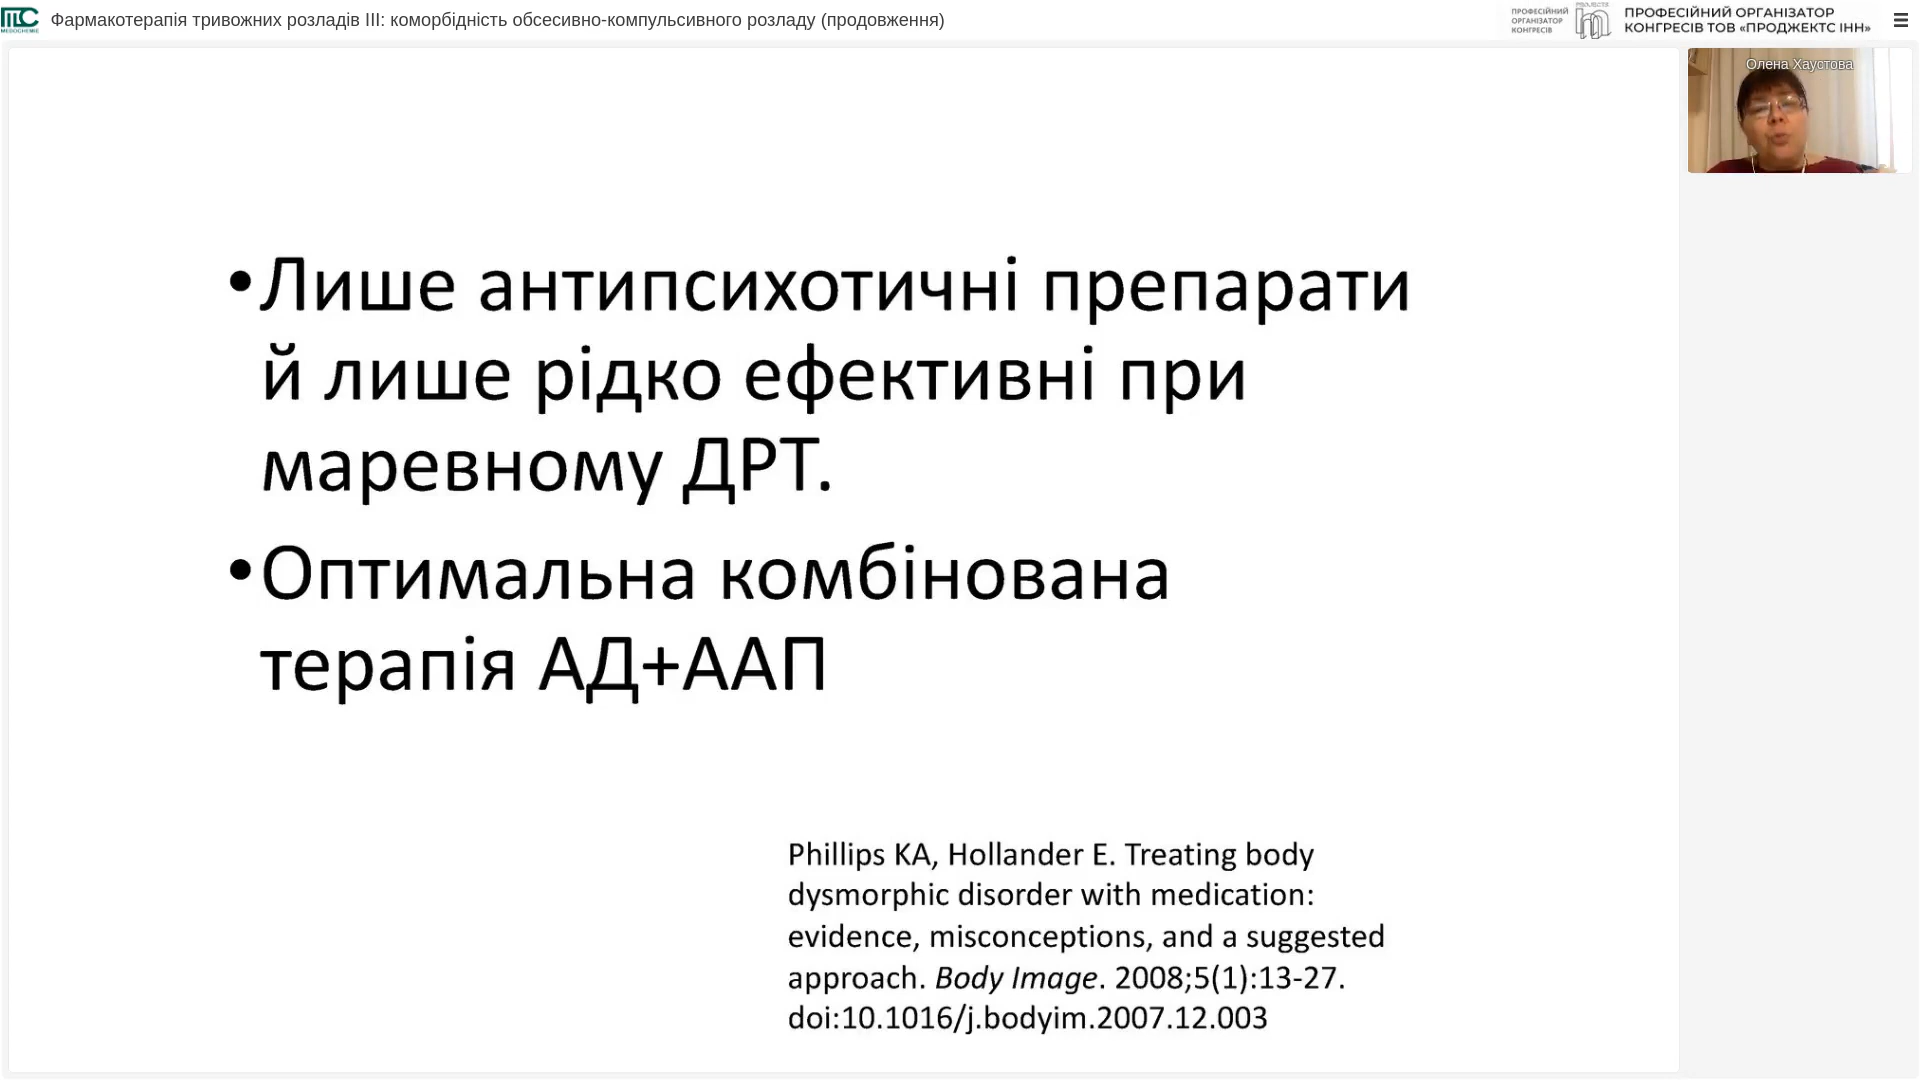 Фармакотерапія тривожних розладів III: коморбідність обсесивно-компульсивного розладу (продовження)
MEDOCHEMIE
ПРОФЕСІЙНИЙ
ОРГАНІЗАТОР
КОНГРЕСІВ
PROJECTS
ПРОФЕСІЙНИЙ ОРГАНІЗАТОР
КОНГРЕСІВ ТОВ «ПРОДЖЕКТС ІНН»
Олена Хаустова
•Лише антипсихотичні препарати
й лише рідко ефективні при
маревному ДРТ.
•Оптимальна комбінована
терапія АД+ААП
Phillips KA, Hollander E. Treating body
dysmorphic disorder with medication:
evidence, misconceptions, and a suggested
approach. Body Image. 2008;5(1):13-27.
doi:10.1016/j.bodyim.2007.12.003